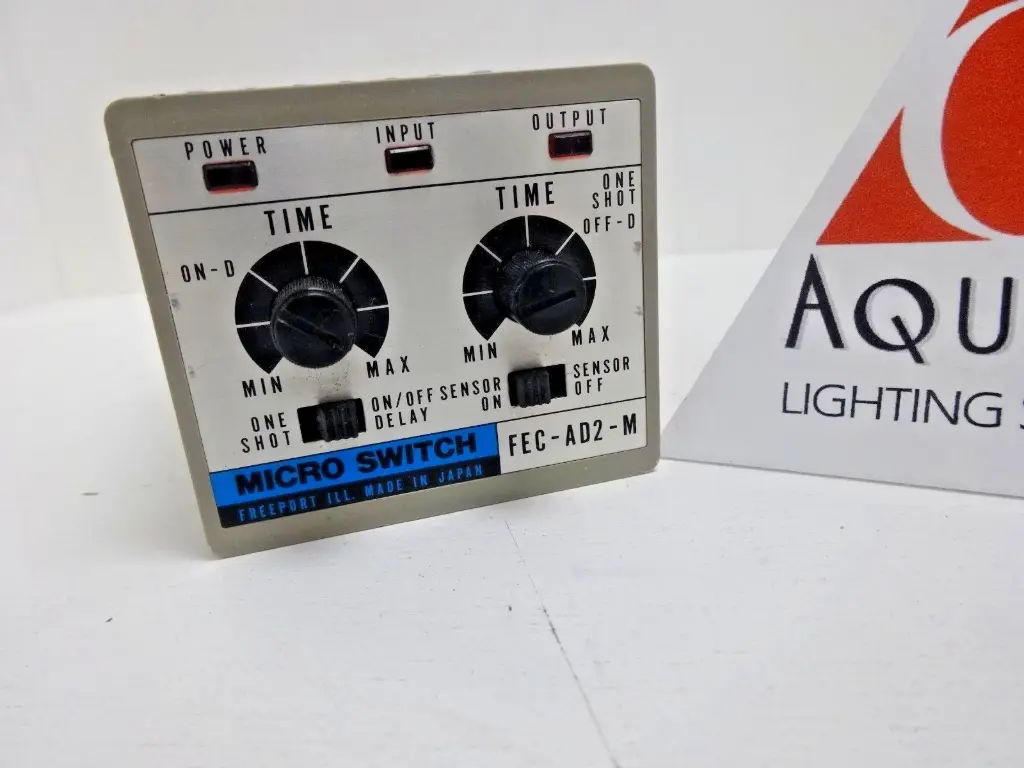 POWER
INPUT
OUTPUT
TIME
TIME
ONE
SHOT
ON-D
OFF-D
MIN
MAX
MIN
MAX
ONE
SHOT
ON/OFF
DELAY
SENSOR
ON
SENSOR
OFF
MICRO SWITCH
FEC-AD2-M
FREEPORT ILL. MADE IN JAPAN
AQU
LIGHTING